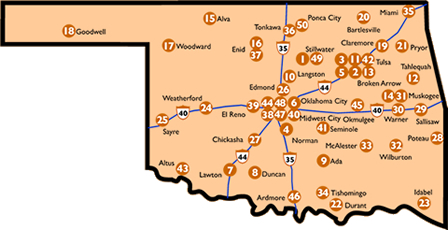 35
Miami
15 Alva
Ponca City
20
Tonkawa 36 50
Bartlesville
18 Goodwell
17 Woodward
Enid 16
37
35
Stillwater
1 49
Claremore 19 21
Pryor
3 11 42 Tulsa
5 2 13
Tahlequah
12
10 Langston
44
Broken Arrow
Edmond
26
14 31 Muskogee
Weatherford
24
39 44 48 6 Oklahoma City
45
40
40
30 29
25
Sayre
El Reno
38 47 40 Midwest City
Okmulgee
Warner
Sallisaw
4
Norman
41
Seminole
Poteau 28
Chickasha
27
McAlester 33
32
Wilburton
44
35
9 Ada
Altus
43
Lawton 7
8 Duncan
34 Tishomingo
22 Durant
Idabel
23
Ardmore 46